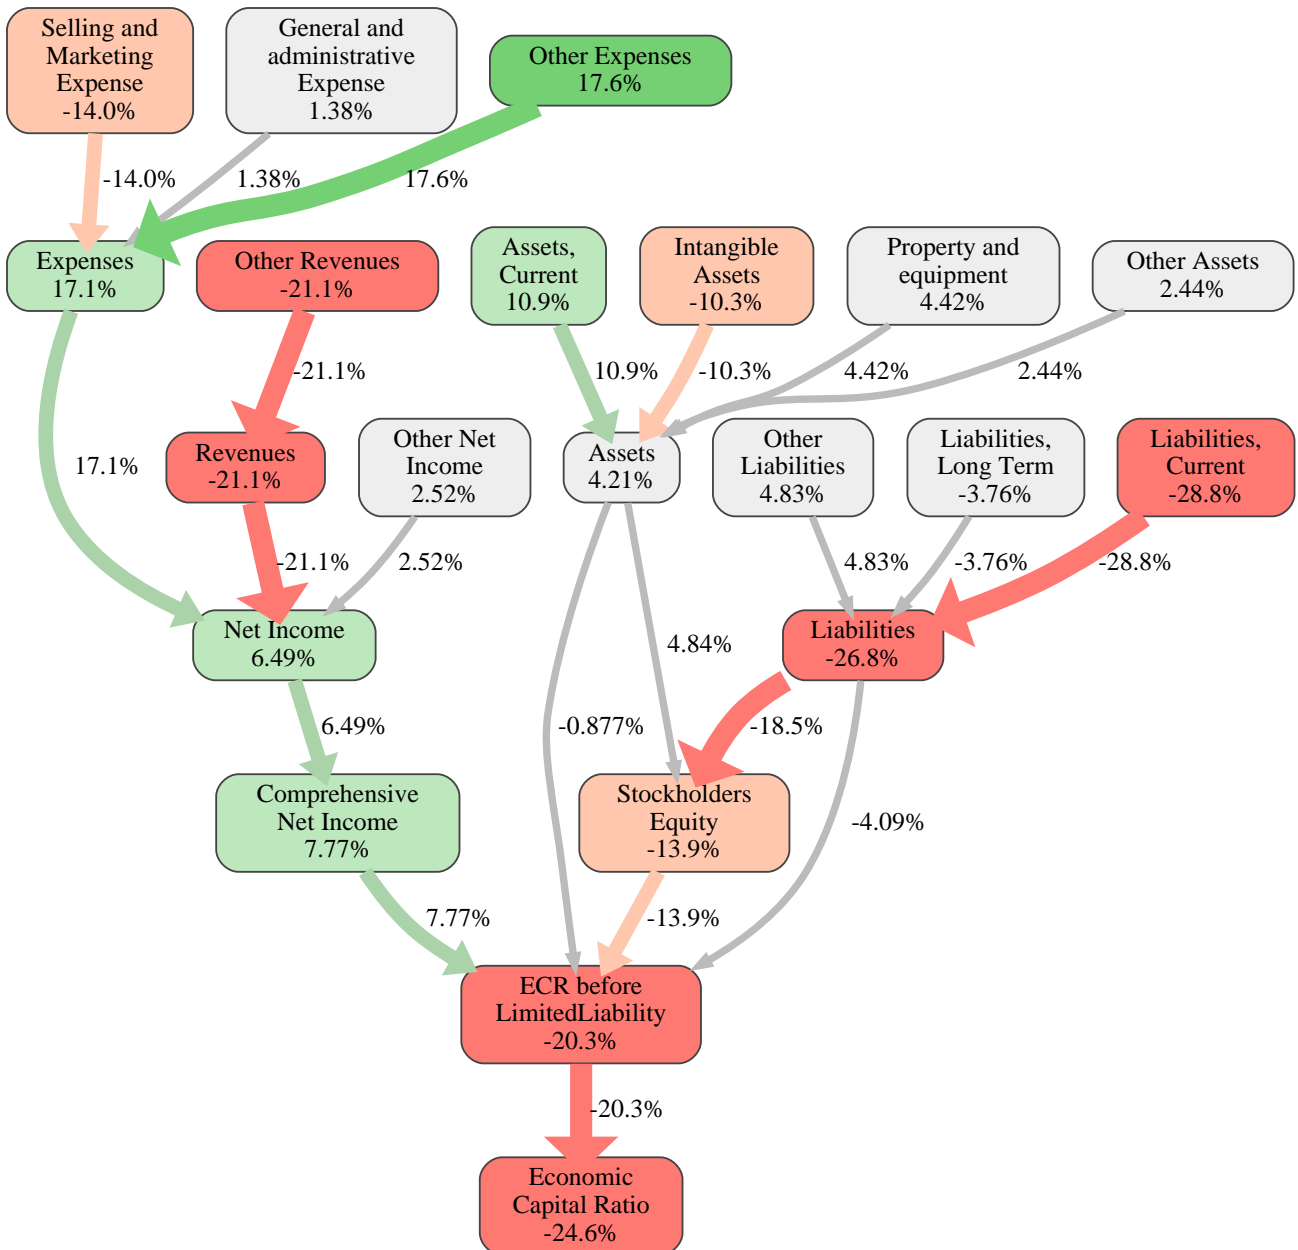 Selling and
Marketing
Expense
-14.0%
General and
administrative
Expense
1.38%
Other Expenses
17.6%
-14.0%
1.38%
17.6%
Expenses
17.1%
Other Revenues
-21.1%
Assets,
Current
10.9%
Intangible
Assets
-10.3%
Property and
equipment
4.42%
Other Assets
2.44%
-21.1%
10.9%
-10.3%
4.42%
2.44%
17.1%
Revenues
-21.1%
Other Net
Income
2.52%
Assets
4.21%
Other
Liabilities
4.83%
Liabilities,
Long Term
-3.76%
Liabilities,
Current
-28.8%
-21.1%
2.52%
4.83%
-3.76%
-28.8%
Net Income
6.49%
4.84%
Liabilities
-26.8%
6.49%
-0.877%
-18.5%
Comprehensive
Net Income
7.77%
Stockholders
Equity
-13.9%
-4.09%
7.77%
-13.9%
ECR before
LimitedLiability
-20.3%
-20.3%
Economic
Capital Ratio
-24.6%